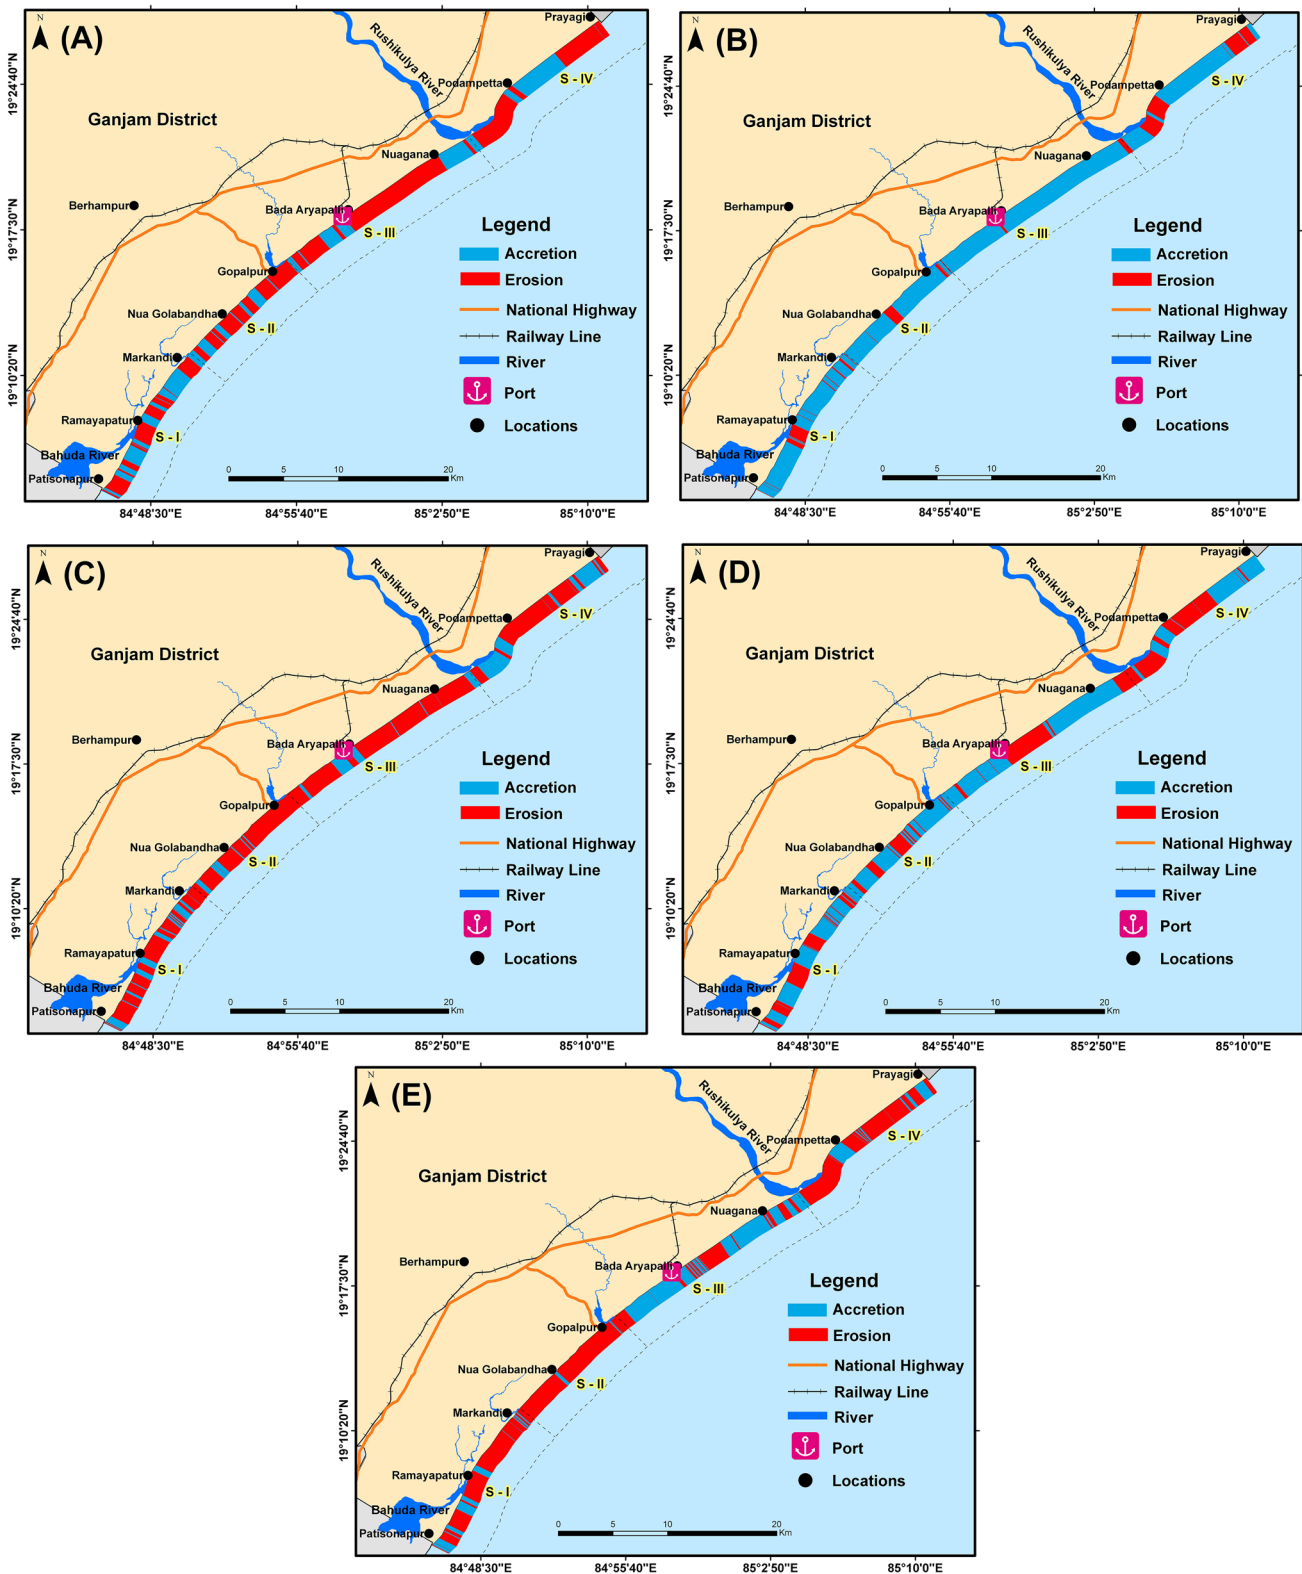 N
(A)
Prayagi
Rushikulya River
19°24'40"N
Podampetta
S - IV
Ganjam District
Nuagana
Berhampur
Bada Aryapalli
19°17'30"N
S - III
Gopalpur
Nua Golabandha
S - II
Markandi
19°10'20"N
Ramayapatur
S - I
Bahuda River
Patisonapur
Legend
Accretion
Erosion
National Highway
Railway Line
River
Port
Locations
0 5 10 20
Km
84°48'30"E 84°55'40"E 85°2'50"E 85°10'0"E
N
(B)
Prayagi
Rushikulya River
19°24'40"N
Podampetta
S - IV
Ganjam District
Nuagana
Berhampur
Bada Aryapalli
19°17'30"N
S - III
Gopalpur
Nua Golabandha
S - II
Markandi
19°10'20"N
Ramayapatur
S - I
Bahuda River
Patisonapur
Legend
Accretion
Erosion
National Highway
Railway Line
River
Port
Locations
0 5 10 20
Km
84°48'30"E 84°55'40"E 85°2'50"E 85°10'0"E
N
(C)
Prayagi
Rushikulya River
19°24'40"N
Podampetta
S - IV
Ganjam District
Nuagana
Berhampur
Bada Aryapalli
19°17'30"N
S - III
Gopalpur
Nua Golabandha
S - II
Markandi
19°10'20"N
Ramayapatur
S - I
Bahuda River
Patisonapur
Legend
Accretion
Erosion
National Highway
Railway Line
River
Port
Locations
0 5 10 20
Km
84°48'30"E 84°55'40"E 85°2'50"E 85°10'0"E
N
(D)
Prayagi
Rushikulya River
19°24'40"N
Podampetta
S - IV
Ganjam District
Nuagana
Berhampur
Bada Aryapalli
19°17'30"N
S - III
Gopalpur
Nua Golabandha
S - II
Markandi
19°10'20"N
Ramayapatur
S - I
Bahuda River
Patisonapur
Legend
Accretion
Erosion
National Highway
Railway Line
River
Port
Locations
0 5 10 20
Km
84°48'30"E 84°55'40"E 85°2'50"E 85°10'0"E
N
(E)
Prayagi
Rushikulya River
19°24'40"N
Podampetta
S - IV
Ganjam District
Nuagana
Berhampur
Bada Aryapalli
19°17'30"N
S - III
Gopalpur
Nua Golabandha
S - II
Markandi
19°10'20"N
Ramayapatur
S - I
Bahuda River
Patisonapur
Legend
Accretion
Erosion
National Highway
Railway Line
River
Port
Locations
0 5 10 20
Km
84°48'30"E 84°55'40"E 85°2'50"E 85°10'0"E